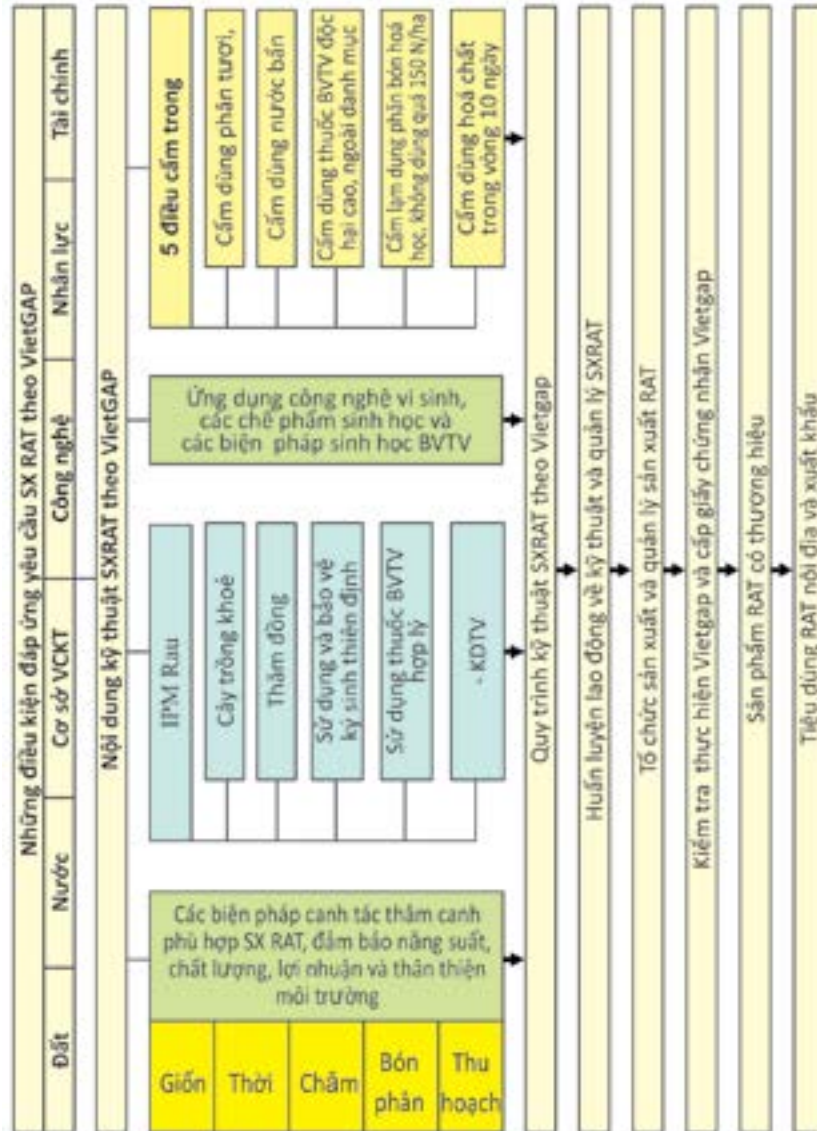 Những điều kiện đáp ứng yêu cầu SX RAT theo VietGAP
Đất
Nước
Cơ sở VCKT
Công nghệ
Nhân lực
Tài chính
Nội dung kỹ thuật SXRAT theo VietGAP
Các biện pháp canh tác thâm canh
phù hợp SX RAT, đảm bảo năng suất,
chất lượng, lợi nhuận và thân thiện
môi trường
Giốn
Thời
Chăm
Bón
phân
Thu
hoạch
IPM Rau
Cây trồng khoẻ
Thăm đồng
Sử dụng và bảo vệ
ký sinh thiên định
Sử dụng thuốc BVTV
hợp lý
- KDTV
Ứng dụng công nghệ vi sinh,
các chế phẩm sinh học và
các biện pháp sinh học BVTV
5 điều cấm trong
Cấm dùng phân tươi,
Cấm dùng nước bẩn
Cấm dùng thuốc BVTV độc
hại cao, ngoài danh mục
Cấm lạm dụng phân bón hoá
học, không dùng quá 150 N/ha
Cấm dùng hoá chất
trong vòng 10 ngày
Quy trình kỹ thuật SXRAT theo Vietgap
Huấn luyện lao động về kỹ thuật và quản lý SXRAT
Tổ chức sản xuất và quản lý sản xuất RAT
Kiểm tra thực hiện Vietgap và cấp giấy chứng nhận Vietgap
Sản phẩm RAT có thương hiệu
Tiêu dùng RAT nội địa và xuất khẩu